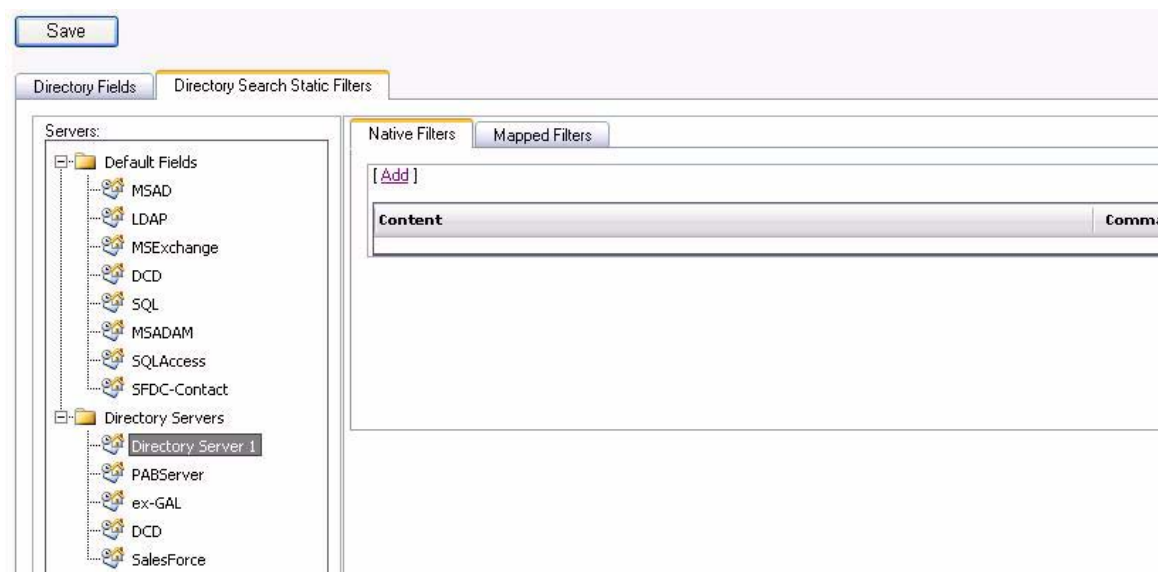 Save
Directory Fields
Directory Search Static Filters
Servers:
Default Fields
MSAD
LDAP
MSExchange
DCD
SQL
MSADAM
SQLAccess
SFDC-Contact
Directory Servers
Directory Server 1
PABServer
ex-GAL
DCD
SalesForce
Native Filters
Mapped Filters
[ Add ]
Content
Comma